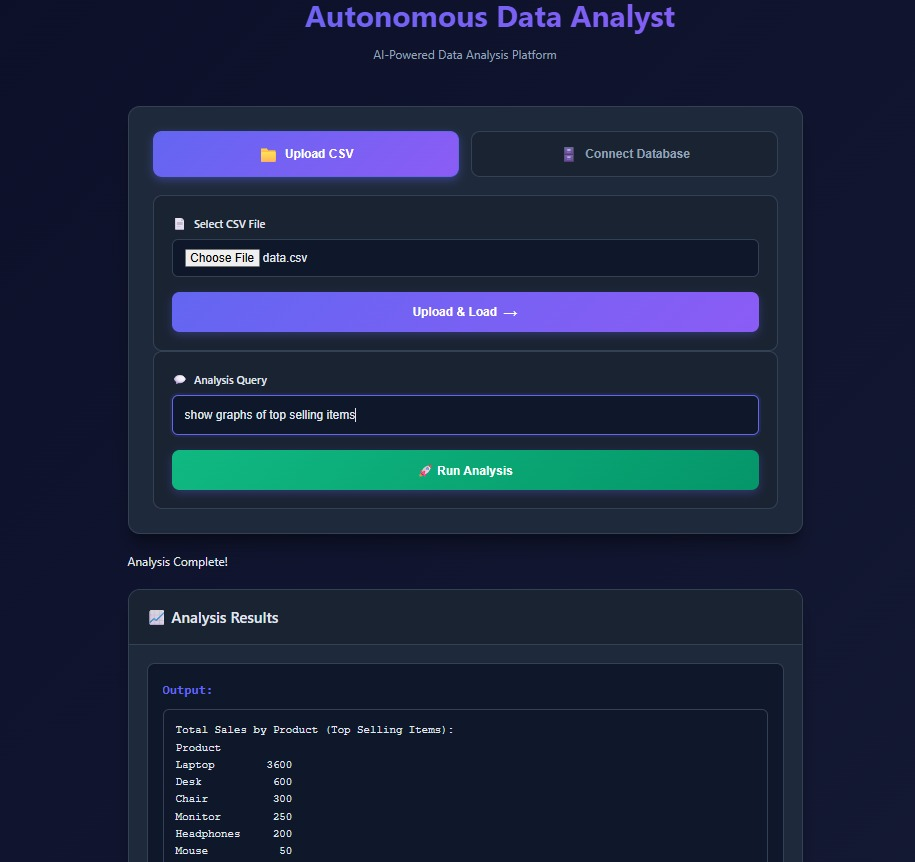 Autonomous Data Analyst
AI-Powered Data Analysis Platform
Upload CSV
Connect Database
Select CSV File
Choose File data.csv
Upload & Load →
Analysis Query
show graphs of top selling items
Run Analysis
Analysis Complete!
Analysis Results
Output:
Total Sales by Product (Top Selling Items):
Product
Laptop 3600
Desk 600
Chair 300
Monitor 250
Headphones 200
Mouse 50